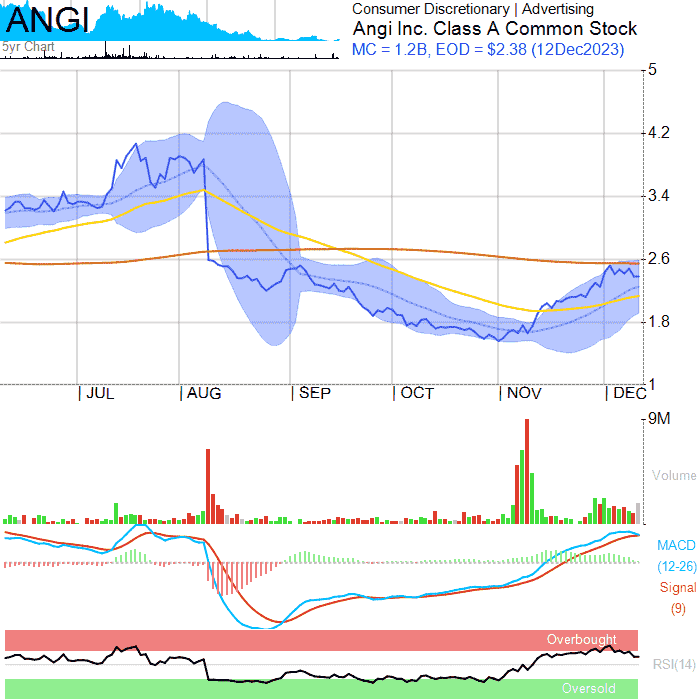 ANGI
5yr Chart
Consumer Discretionary | Advertising
Angi Inc. Class A Common Stock
MC = 1.2B, EOD = $2.38 (12Dec2023)
5
4.2
3.4
2.6
1.8
1
| JUL | AUG | SEP | OCT | NOV | DEC
9M
Volume
MACD
(12-26)
Signal
(9)
Overbought
RSI(14)
Oversold